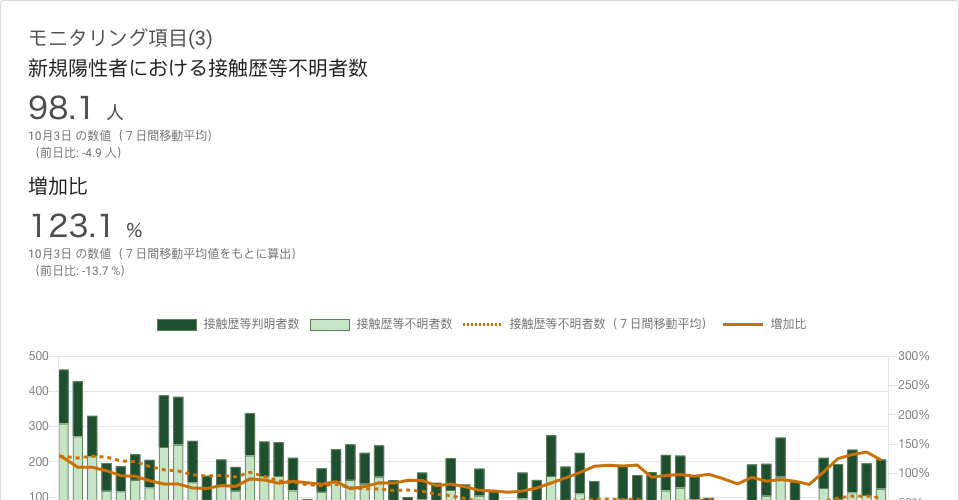 モニタリング項目(3)
新規陽性者における接触歴等不明者数
98.1 人
10月3日 の数値（７日間移動平均）
（前日比: -4.9 人）
増加比
123.1 %
10月3日 の数値（７日間移動平均値をもとに算出）
（前日比: -13.7 %）
接触歴等判明者数 接触歴等不明者数 接触歴等不明者数（７日間移動平均） 増加比
500 300%
250%
400
200%
300
150%
200
100%
100